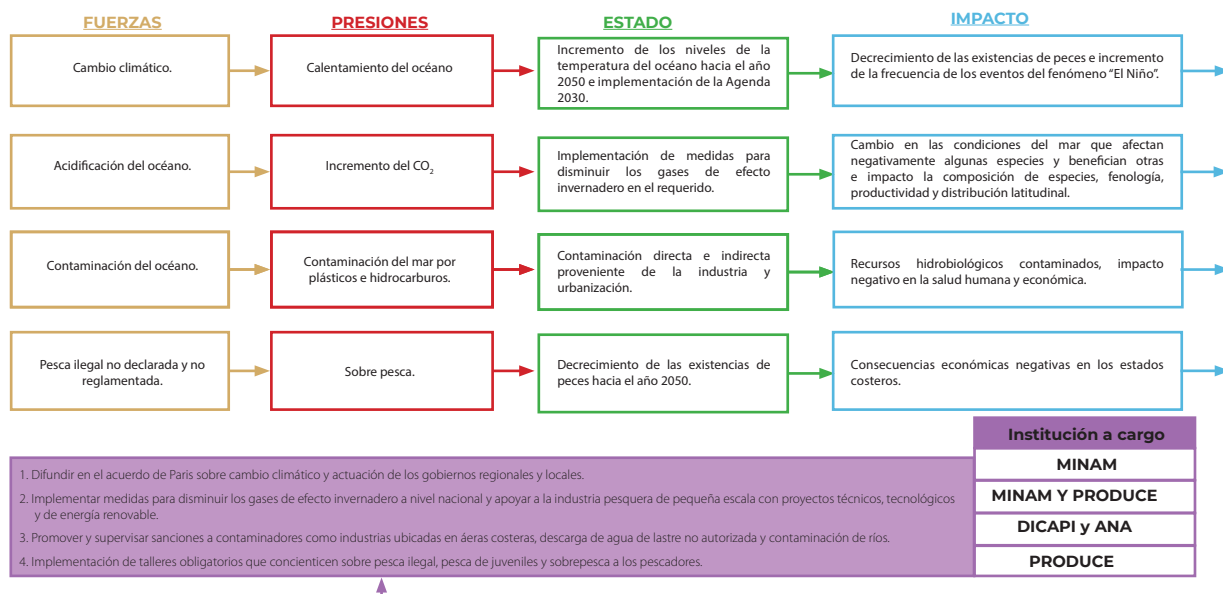 FUERZAS
PRESIONES
ESTADO
IMPACTO
Cambio climático.
Calentamiento del océano
Incremento de los niveles de la
temperatura del océano hacia el año
2050 e implementación de la Agenda
2030.
Decrecimiento de las existencias de peces e incremento
de la frecuencia de los eventos del fenómeno “El Niño”.
Acidificación del océano.
Incremento del CO₂
Implementación de medidas para
disminuir los gases de efecto
invernadero en el requerido.
Cambio en las condiciones del mar que afectan
negativamente algunas especies y benefician otras
e impacto la composición de especies, fenología,
productividad y distribución latitudinal.
Contaminación del océano.
Contaminación del mar por
plásticos e hidrocarburos.
Contaminación directa e indirecta
proveniente de la industria y
urbanización.
Recursos hidrobiológicos contaminados, impacto
negativo en la salud humana y económica.
Pesca ilegal no declarada y no
reglamentada.
Sobre pesca.
Decrecimiento de las existencias de
peces hacia el año 2050.
Consecuencias económicas negativas en los estados
costeros.
Institución a cargo
1. Difundir en el acuerdo de Paris sobre cambio climático y actuación de los gobiernos regionales y locales.
MINAM
2. Implementar medidas para disminuir los gases de efecto invernadero a nivel nacional y apoyar a la industria pesquera de pequeña escala con proyectos técnicos, tecnológicos
y de energía renovable.
MINAM Y PRODUCE
3. Promover y supervisar sanciones a contaminadores como industrias ubicadas en áeras costeras, descarga de agua de lastre no autorizada y contaminación de ríos.
DICAPI y ANA
4. Implementación de talleres obligatorios que concienticen sobre pesca ilegal, pesca de juveniles y sobrepesca a los pescadores.
PRODUCE